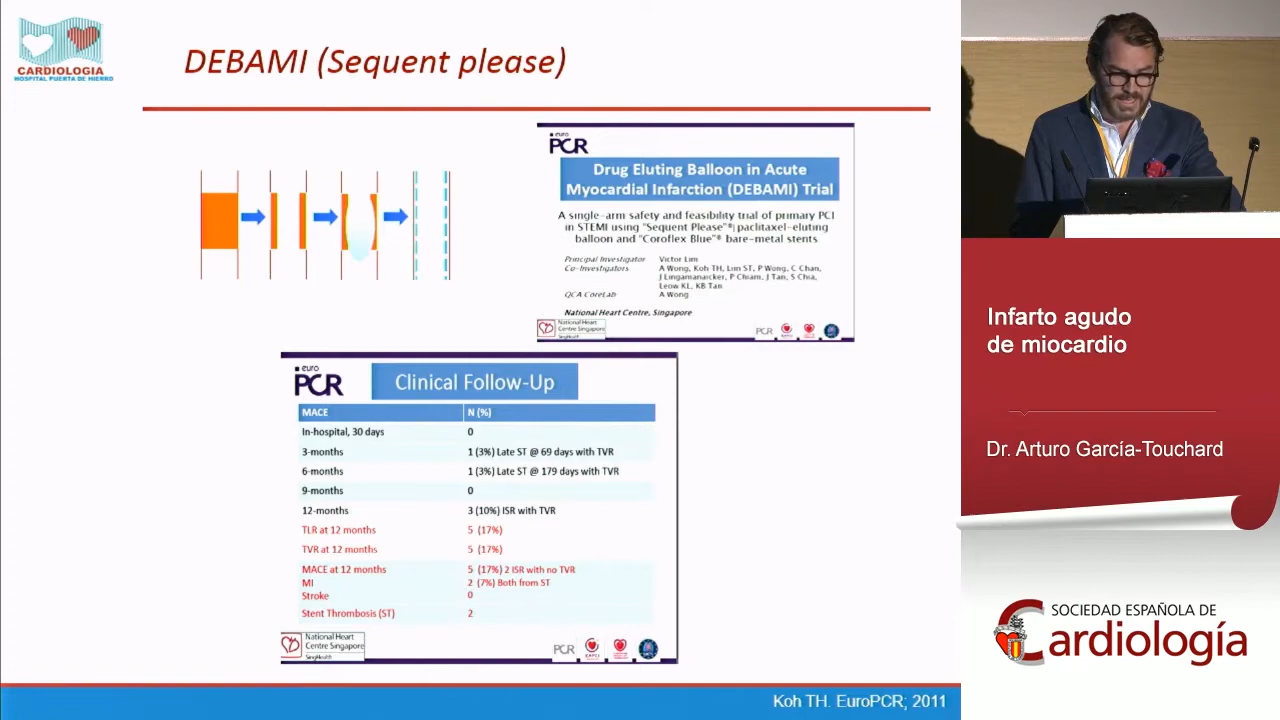 CARDIOLOGIA
HOSPITAL PUERTA DE HIERRO
DEBAMI (Sequent please)
euro
PCR
Drug Eluting Balloon in Acute
Myocardial Infarction (DEBAMI) Trial
A single-arm safety and feasibility trial of primary PCI
in STEMI using "Sequent Please"® paclitaxel-eluting
balloon and "Coroflex Blue"® bare-metal stents
Principal Investigator Victor Lim
Co-Investigators A Wong, Koh TH, Lim ST, P Wong, C Chan,
J Lingamanaicker, P Chiam, J Tan, S Chia,
Leow KL, KB Tan
QCA CoreLab A Wong
National Heart Centre, Singapore
National Heart
Centre Singapore
SingHealth
PCR
euro
PCR
Clinical Follow-Up
MACE N (%)
In-hospital, 30 days 0
3-months 1 (3%) Late ST @ 69 days with TVR
6-months 1 (3%) Late ST @ 179 days with TVR
9-months 0
12-months 3 (10%) ISR with TVR
TLR at 12 months 5 (17%)
TVR at 12 months 5 (17%)
MACE at 12 months 5 (17%) 2 ISR with no TVR
MI 2 (7%) Both from ST
Stroke 0
Stent Thrombosis (ST) 2
National Heart
Centre Singapore
SingHealth
PCR
Koh TH. EuroPCR; 2011
Infarto agudo
de miocardio
Dr. Arturo García-Touchard
SOCIEDAD ESPAÑOLA DE
Cardiología